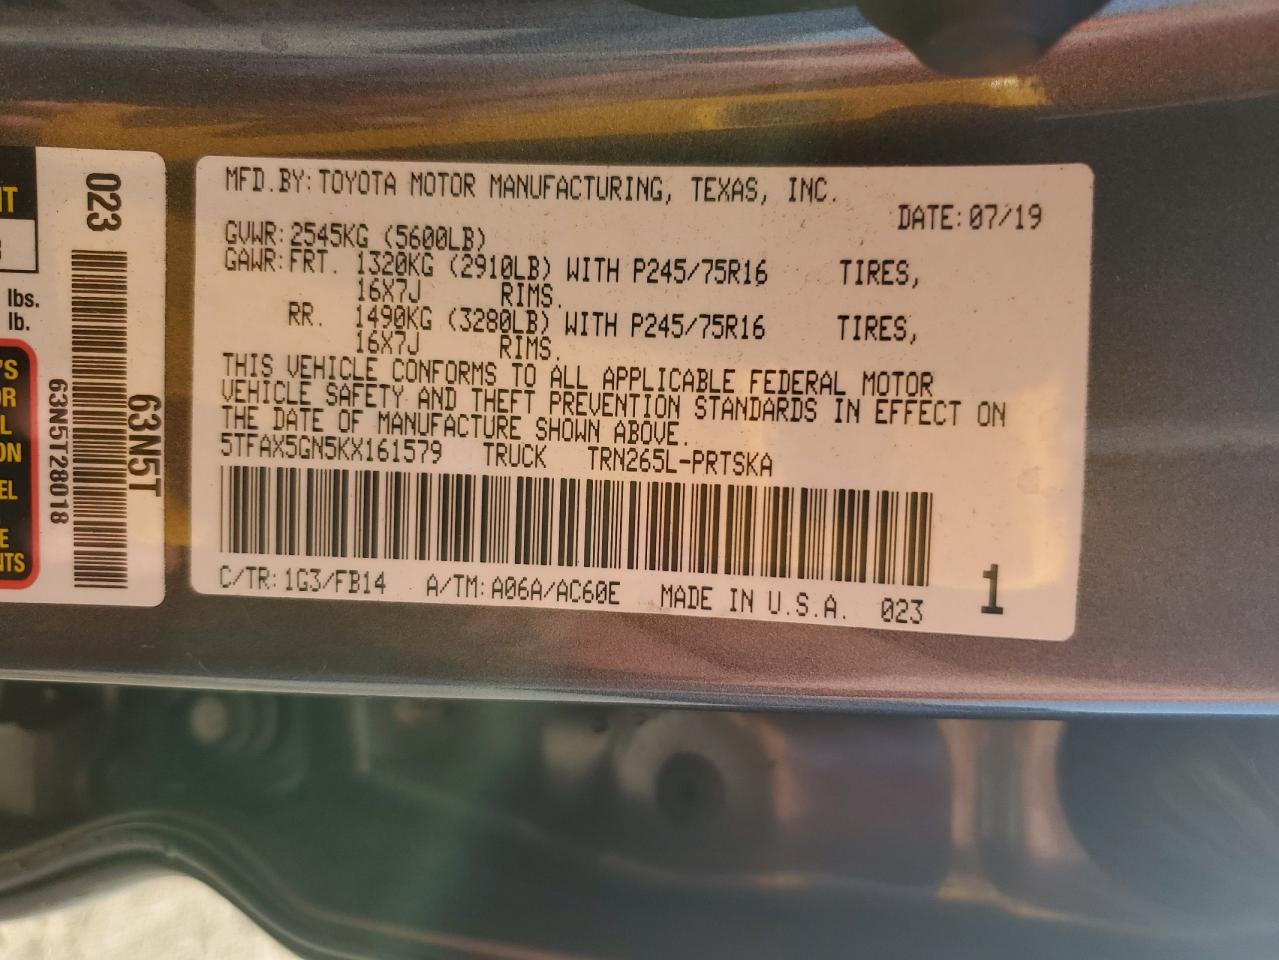 MFD.BY:TOYOTA MOTOR MANUFACTURING, TEXAS, INC.
DATE:07/19
GVWR:2545KG (5600LB)
GAWR:FRT. 1320KG (2910LB) WITH P245/75R16 TIRES,
16X7J RIMS.
RR. 1490KG (3280LB) WITH P245/75R16 TIRES,
16X7J RIMS.
THIS VEHICLE CONFORMS TO ALL APPLICABLE FEDERAL MOTOR
VEHICLE SAFETY AND THEFT PREVENTION STANDARDS IN EFFECT ON
THE DATE OF MANUFACTURE SHOWN ABOVE.
5TFAX5GN5KX161579 TRUCK TRN265L-PRTSKA
C/TR:1G3/FB14 A/TM:A06A/AC60E MADE IN U.S.A. 023
1
023
63N5T
63N5T28018
lbs.
lb.